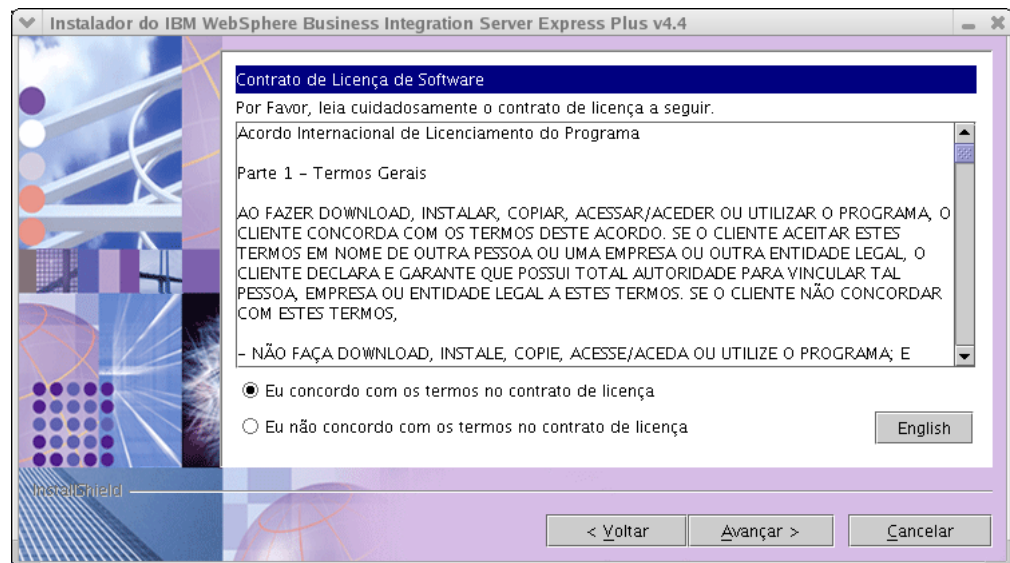 Instalador do IBM WebSphere Business Integration Server Express Plus v4.4
Contrato de Licença de Software
Por Favor, leia cuidadosamente o contrato de licença a seguir.
Acordo Internacional de Licenciamento do Programa
Parte 1 – Termos Gerais
AO FAZER DOWNLOAD, INSTALAR, COPIAR, ACESSAR/ACEDER OU UTILIZAR O PROGRAMA, O
CLIENTE CONCORDA COM OS TERMOS DESTE ACORDO. SE O CLIENTE ACEITAR ESTES
TERMOS EM NOME DE OUTRA PESSOA OU UMA EMPRESA OU OUTRA ENTIDADE LEGAL, O
CLIENTE DECLARA E GARANTE QUE POSSUI TOTAL AUTORIDADE PARA VINCULAR TAL
PESSOA, EMPRESA OU ENTIDADE LEGAL A ESTES TERMOS. SE O CLIENTE NÃO CONCORDAR
COM ESTES TERMOS,
– NÃO FAÇA DOWNLOAD, INSTALE, COPIE, ACESSE/ACEDA OU UTILIZE O PROGRAMA; E
Eu concordo com os termos no contrato de licença
Eu não concordo com os termos no contrato de licença
English
InstallShield
< Voltar
Avançar >
Cancelar